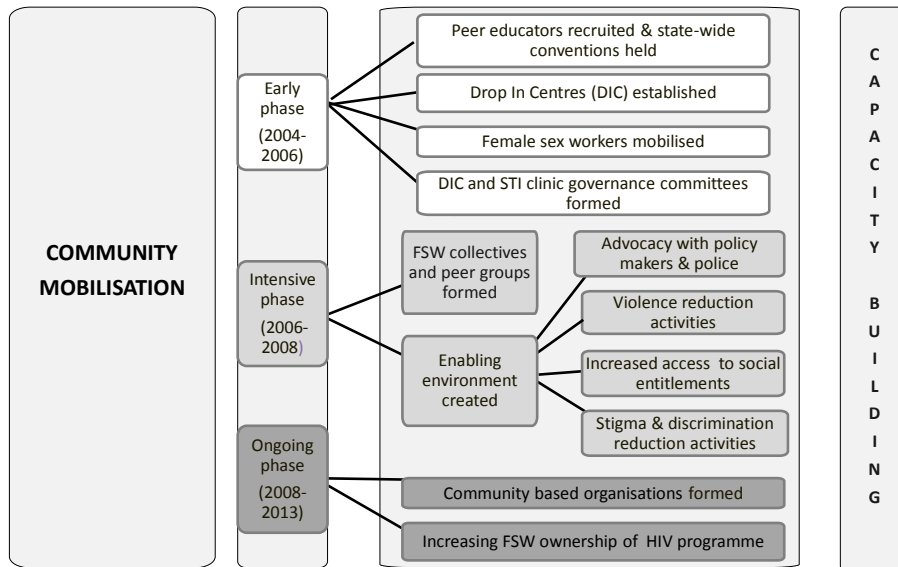 COMMUNITY
MOBILISATION
Early
phase
(2004-
2006)
Peer educators recruited & state-wide
conventions held
Drop In Centres (DIC) established
Female sex workers mobilised
DIC and STI clinic governance committees
formed
Intensive
phase
(2006-
2008)
FSW collectives
and peer groups
formed
Enabling
environment
created
Advocacy with policy
makers & police
Violence reduction
activities
Increased access to social
entitlements
Stigma & discrimination
reduction activities
Ongoing
phase
(2008-
2013)
Community based organisations formed
Increasing FSW ownership of HIV programme
C
A
P
A
C
I
T
Y
B
U
I
L
D
I
N
G